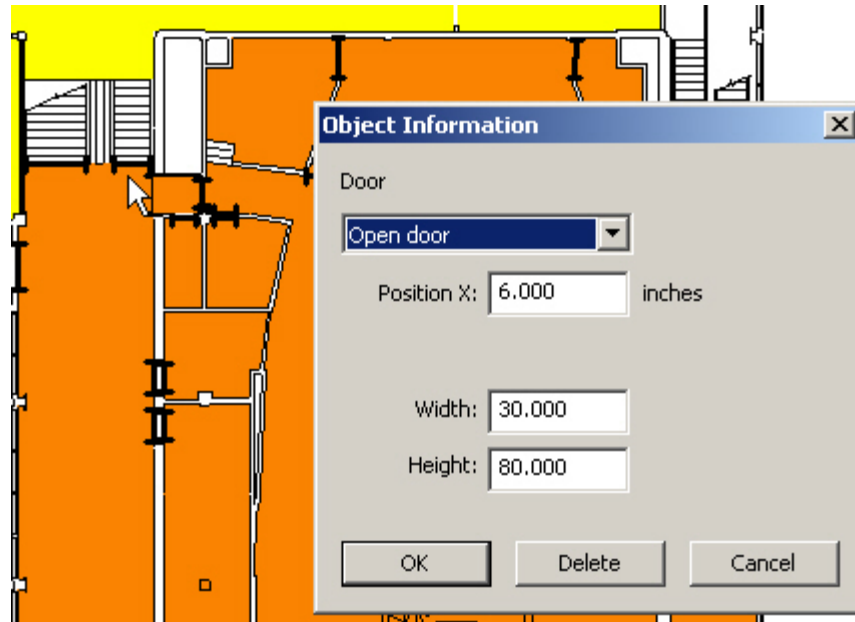 Object Information
Door
Open door
Position X: 6.000 inches
Width: 30.000
Height: 80.000
OK Delete Cancel